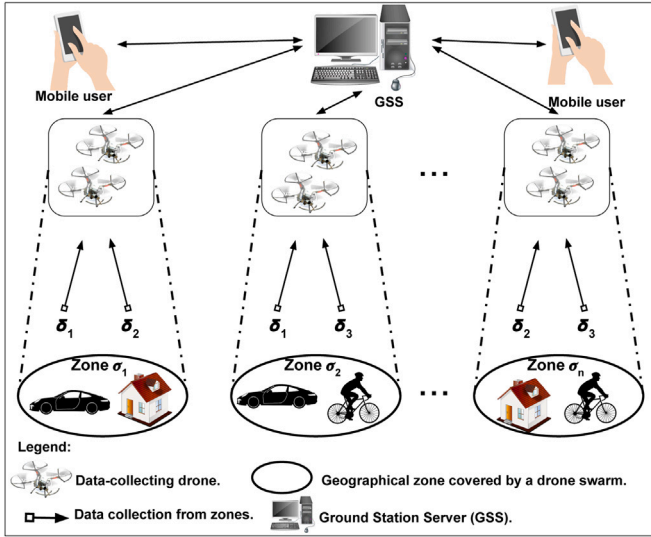 Mobile user
GSS
Mobile user
...
δ1
δ2
δ1
δ3
δ2
δ3
Zone σ1
Zone σ2
...
Zone σn
Legend:
Data-collecting drone.
Geographical zone covered by a drone swarm.
Data collection from zones.
Ground Station Server (GSS).